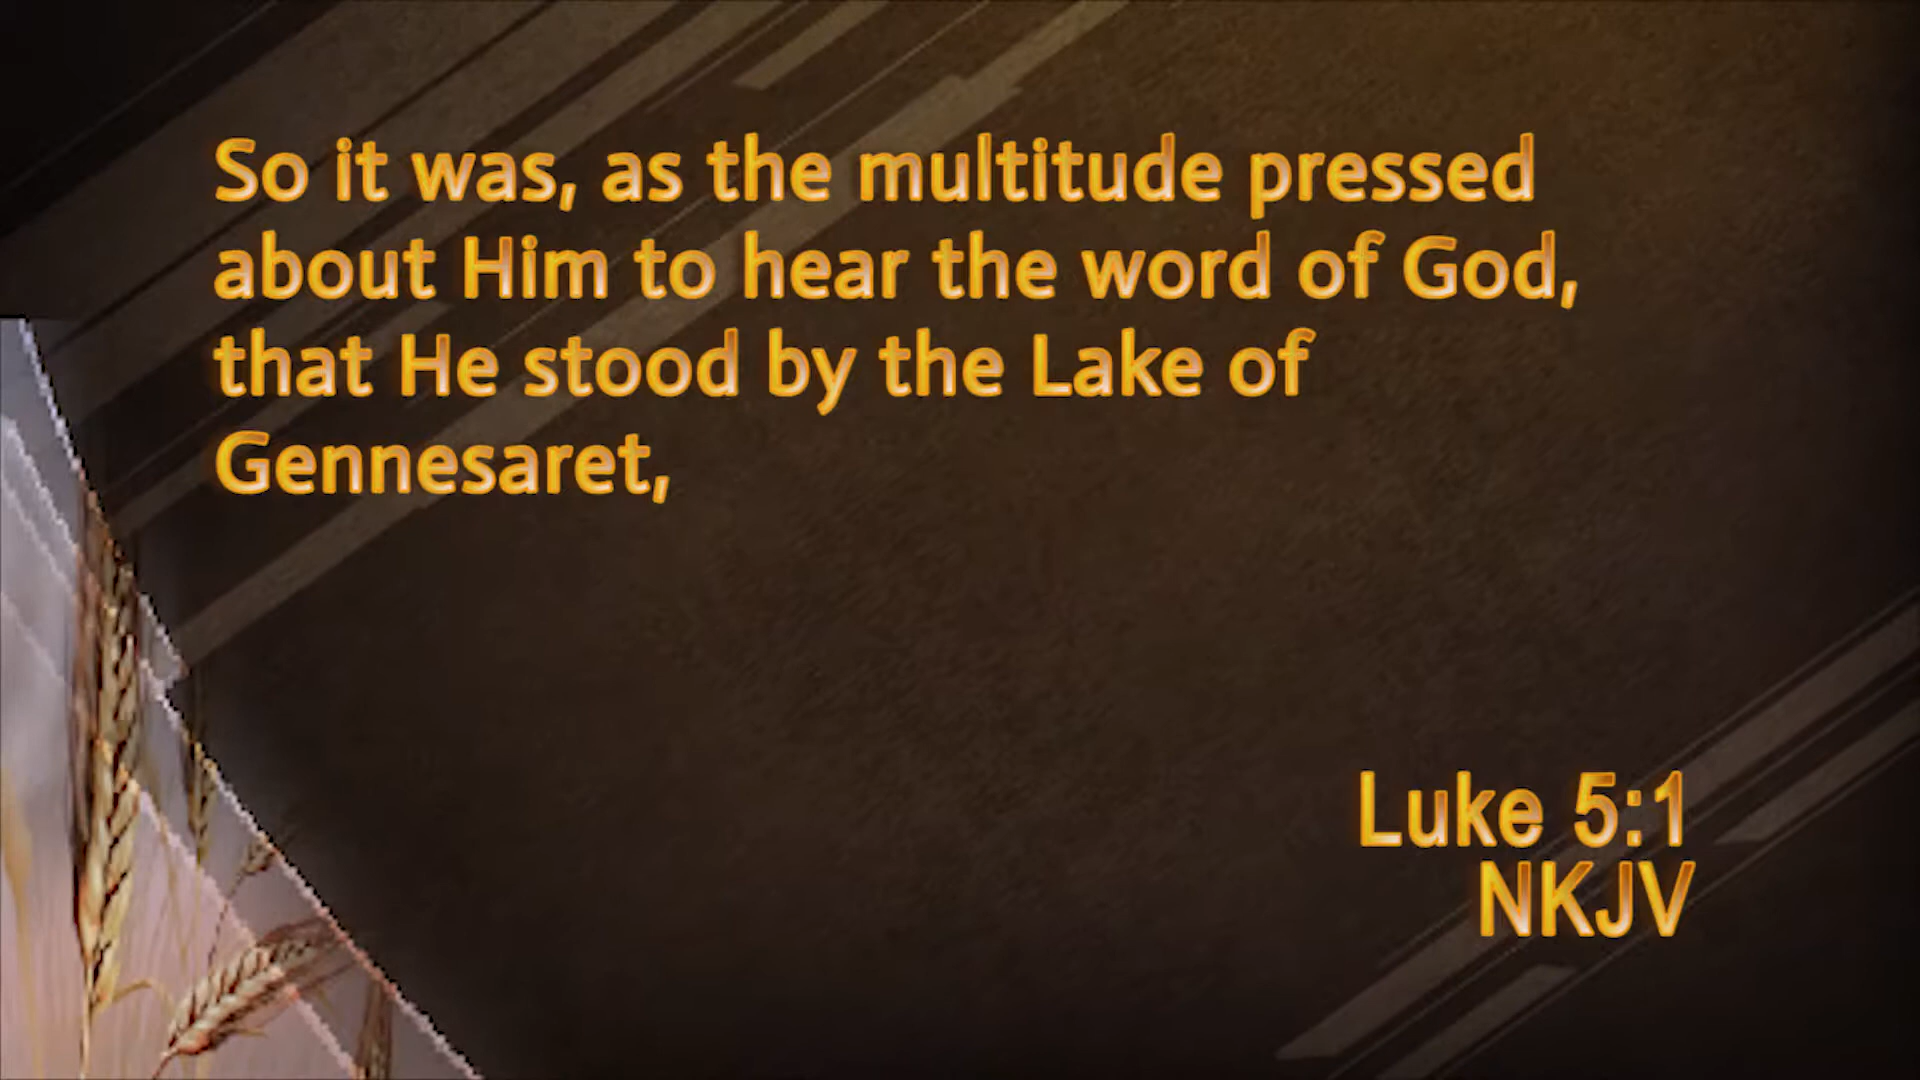 So it was, as the multitude pressed
about Him to hear the word of God,
that He stood by the Lake of
Gennesaret,
Luke 5:1
NKJV